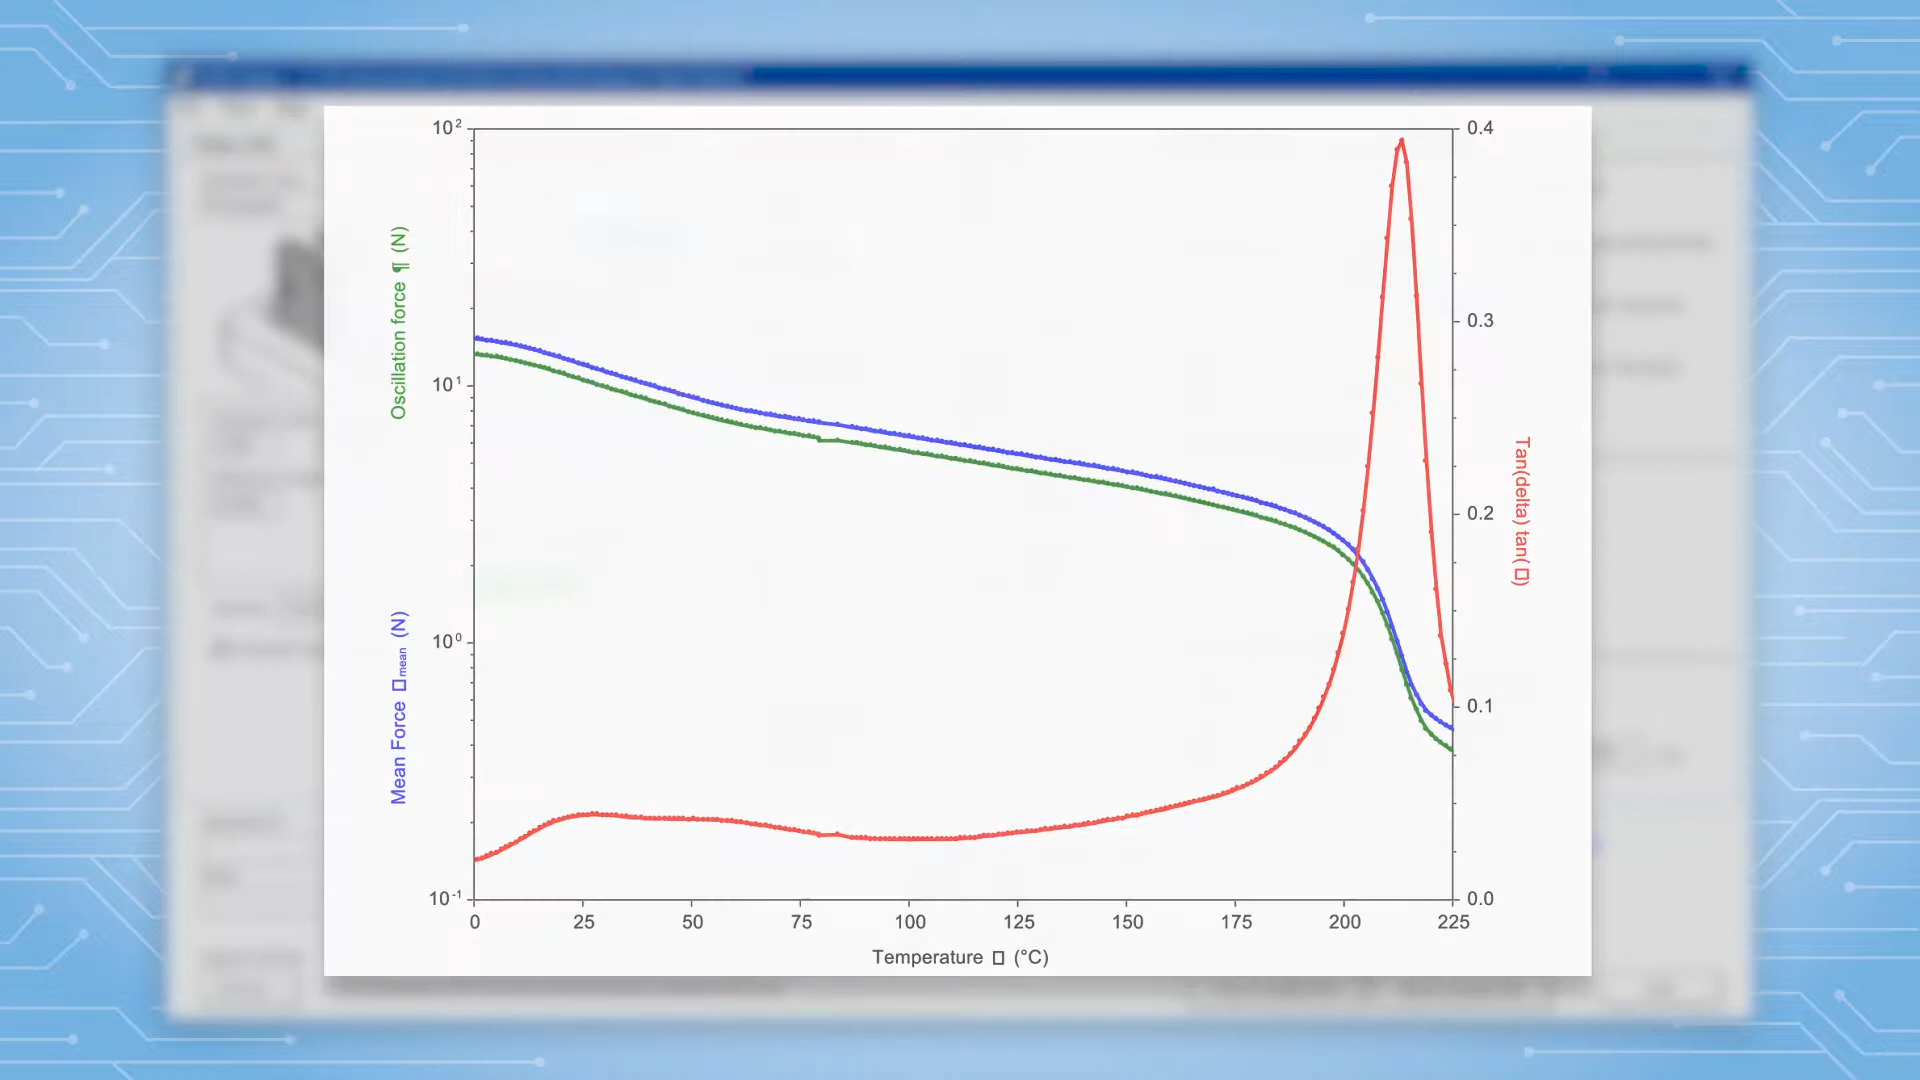 10²
10¹
10⁰
10⁻¹
Oscillation force ¶ (N)
Mean Force □mean (N)
0.4
0.3
0.2
0.1
0.0
Tan(delta) tan(□)
0 25 50 75 100 125 150 175 200 225
Temperature □ (°C)